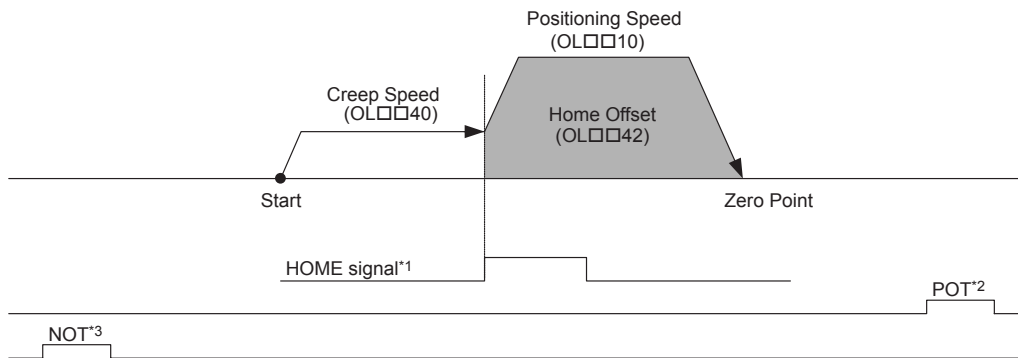 Positioning Speed
(OL□□10)
Creep Speed
(OL□□40)
Home Offset
(OL□□42)
Start
Zero Point
HOME signal*1
POT*2
NOT*3